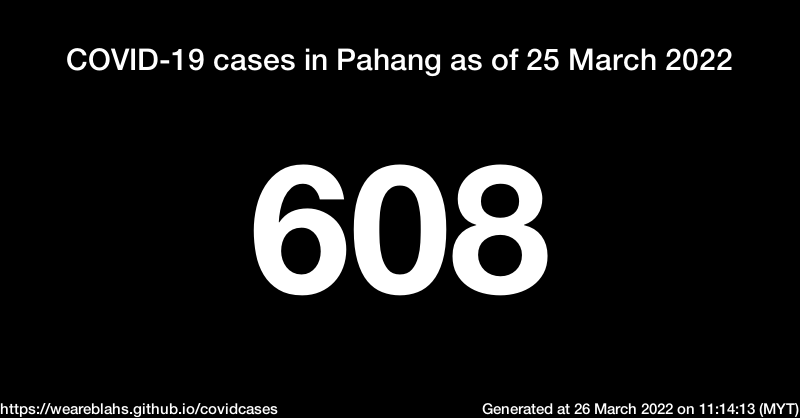 COVID-19 cases in Pahang as of 25 March 2022
608
https://weareblahs.github.io/covidcases
Generated at 26 March 2022 on 11:14:13 (MYT)